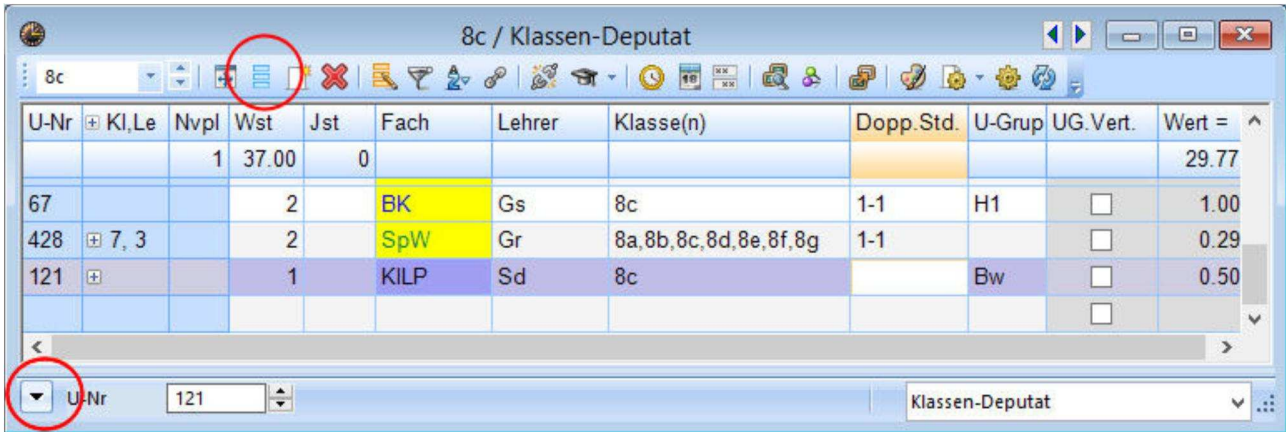 8c / Klassen-Deputat
8c
U-Nr Kl,Le Nvpl Wst Jst Fach Lehrer Klasse(n) Dopp.Std. U-Grup UG.Vert. Wert =
1 37.00 0 29.77
67 2 BK Gs 8c 1-1 H1 1.00
428 7, 3 2 SpW Gr 8a,8b,8c,8d,8e,8f,8g 1-1 0.29
121 1 KlLP Sd 8c Bw 0.50
U-Nr 121 Klassen-Deputat